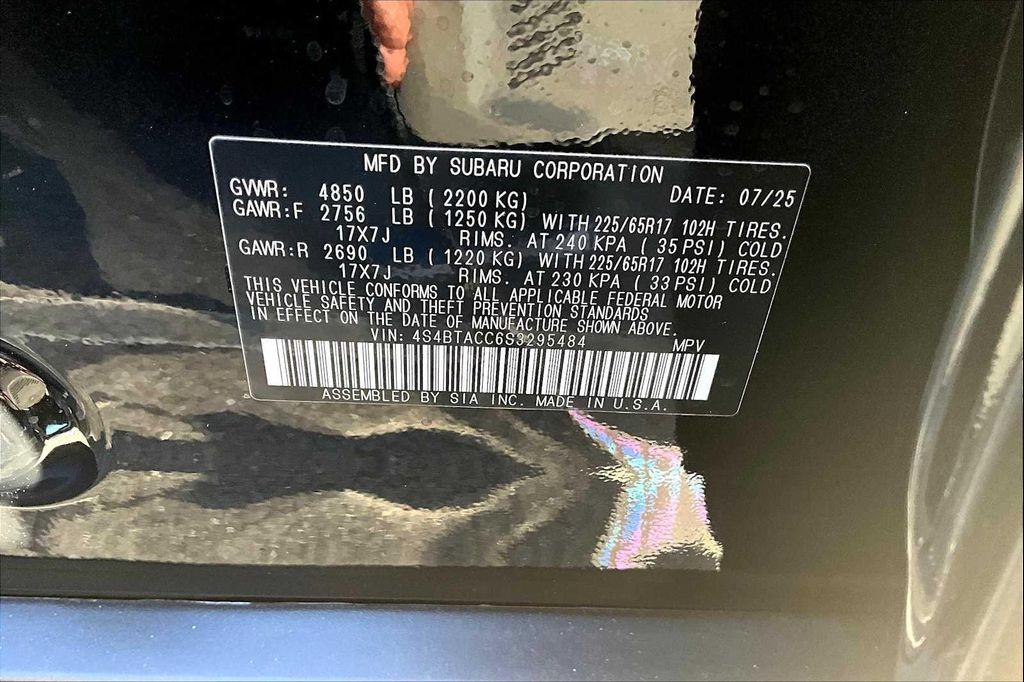 MFD BY SUBARU CORPORATION
GVWR: 4850 LB ( 2200 KG) DATE: 07/25
GAWR:F 2756 LB ( 1250 KG) WITH 225/65R17 102H TIRES.
17X7J RIMS. AT 240 KPA ( 35 PSI) COLD
GAWR:R 2690 LB ( 1220 KG) WITH 225/65R17 102H TIRES.
17X7J RIMS. AT 230 KPA ( 33 PSI) COLD
THIS VEHICLE CONFORMS TO ALL APPLICABLE FEDERAL MOTOR
VEHICLE SAFETY AND THEFT PREVENTION STANDARDS
IN EFFECT ON THE DATE OF MANUFACTURE SHOWN ABOVE.
VIN: 4S4BTACC6S3295484 MPV
ASSEMBLED BY SIA INC. MADE IN U.S.A.